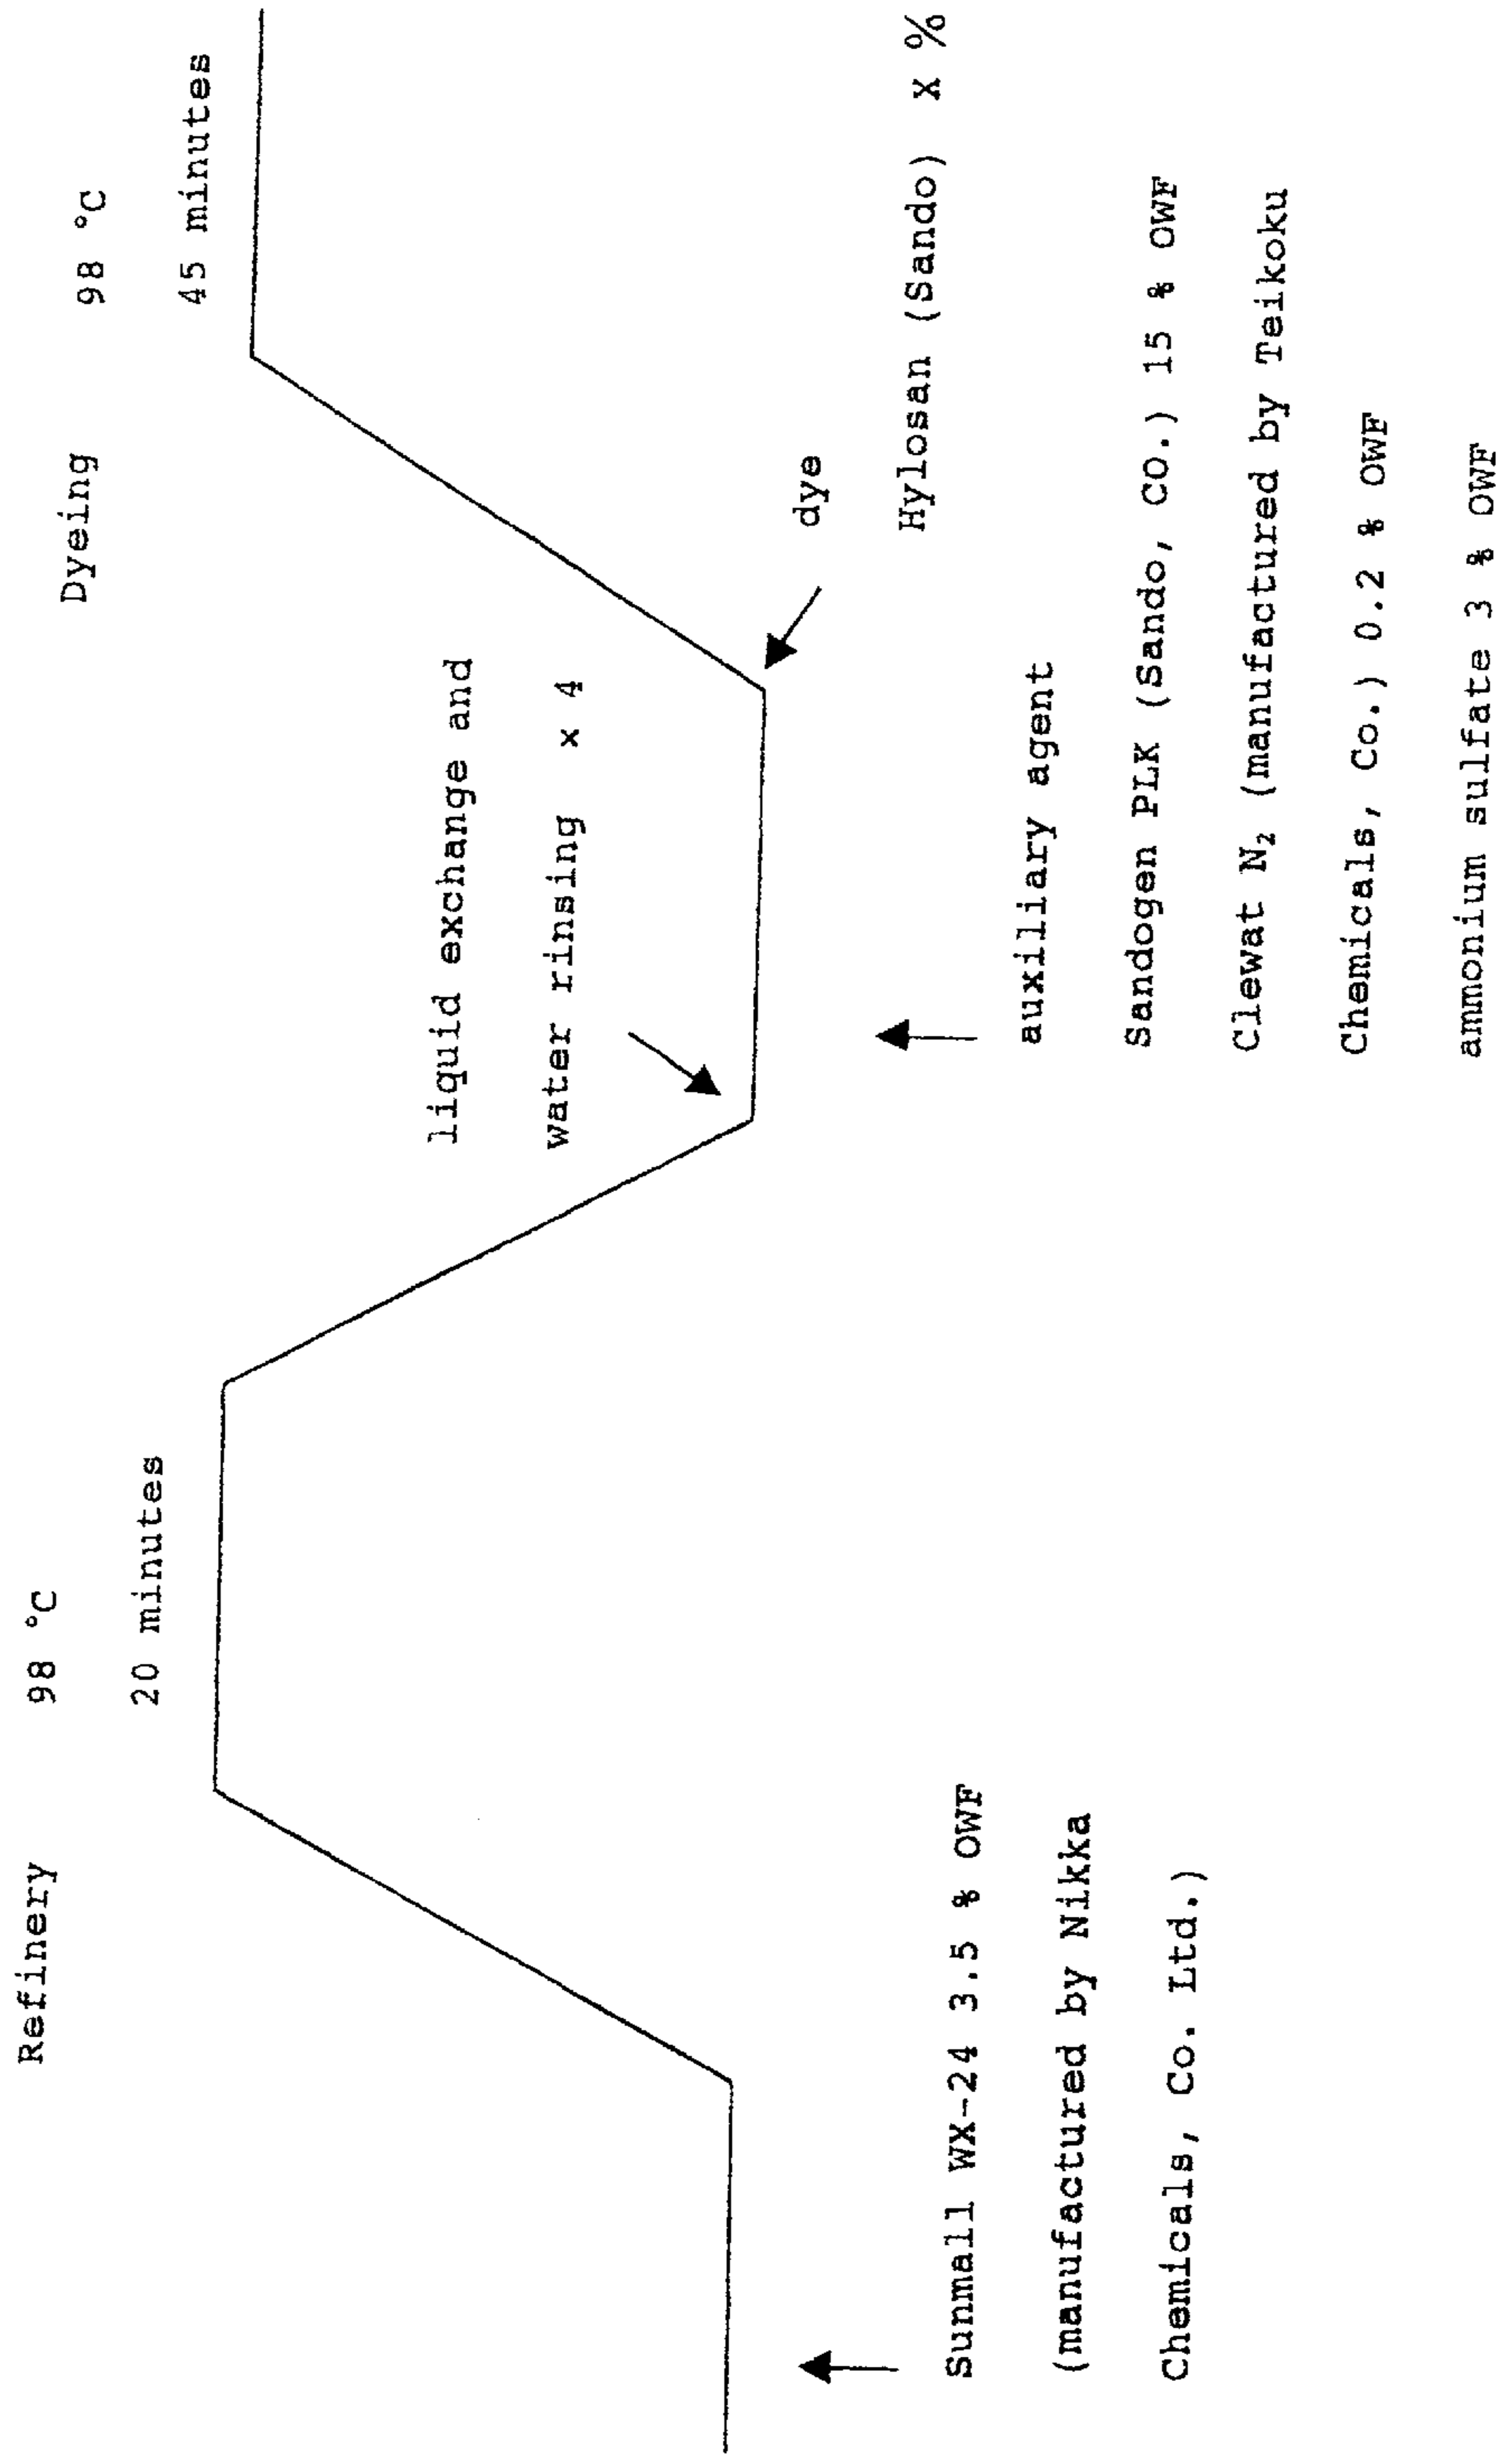 Refinery 98 °C
20 minutes
Sunmall WX-24 3.5 % OWF
(manufactured by Nikka
Chemicals, Co. Ltd.)
liquid exchange and
water rinsing x 4
Dyeing 98 °C
45 minutes
dye
Hylosan (Sando) X %
auxiliary agent
Sandogen PLK (Sando, CO.) 15 % OWF
Clewat N₂ (manufactured by Teikoku
Chemicals, Co.) 0.2 % OWF
ammonium sulfate 3 % OWF